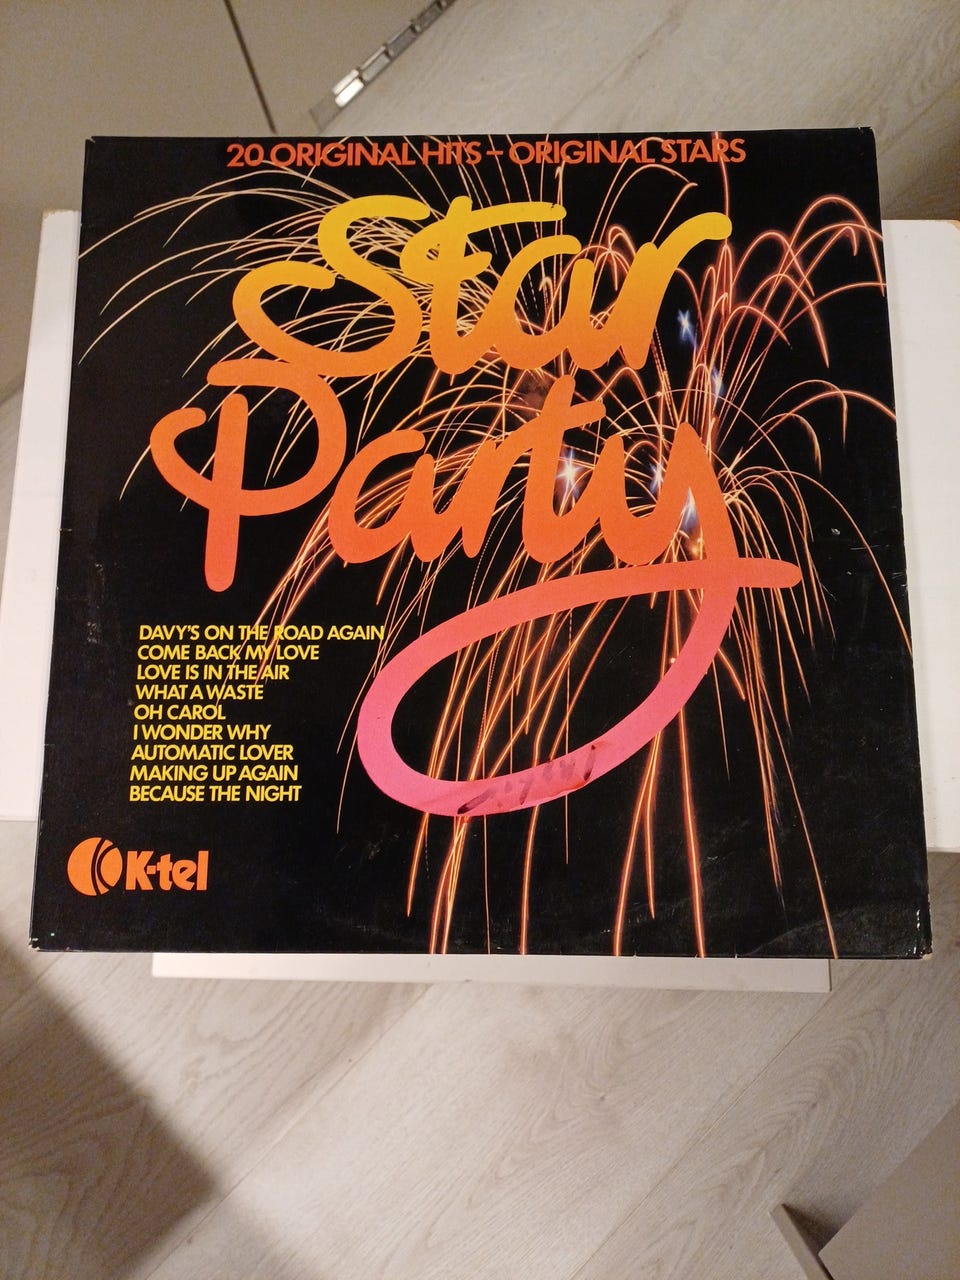 20 ORIGINAL HITS – ORIGINAL STARS
Star
Party
DAVY'S ON THE ROAD AGAIN
COME BACK MY LOVE
LOVE IS IN THE AIR
WHAT A WASTE
OH CAROL
I WONDER WHY
AUTOMATIC LOVER
MAKING UP AGAIN
BECAUSE THE NIGHT
K-tel